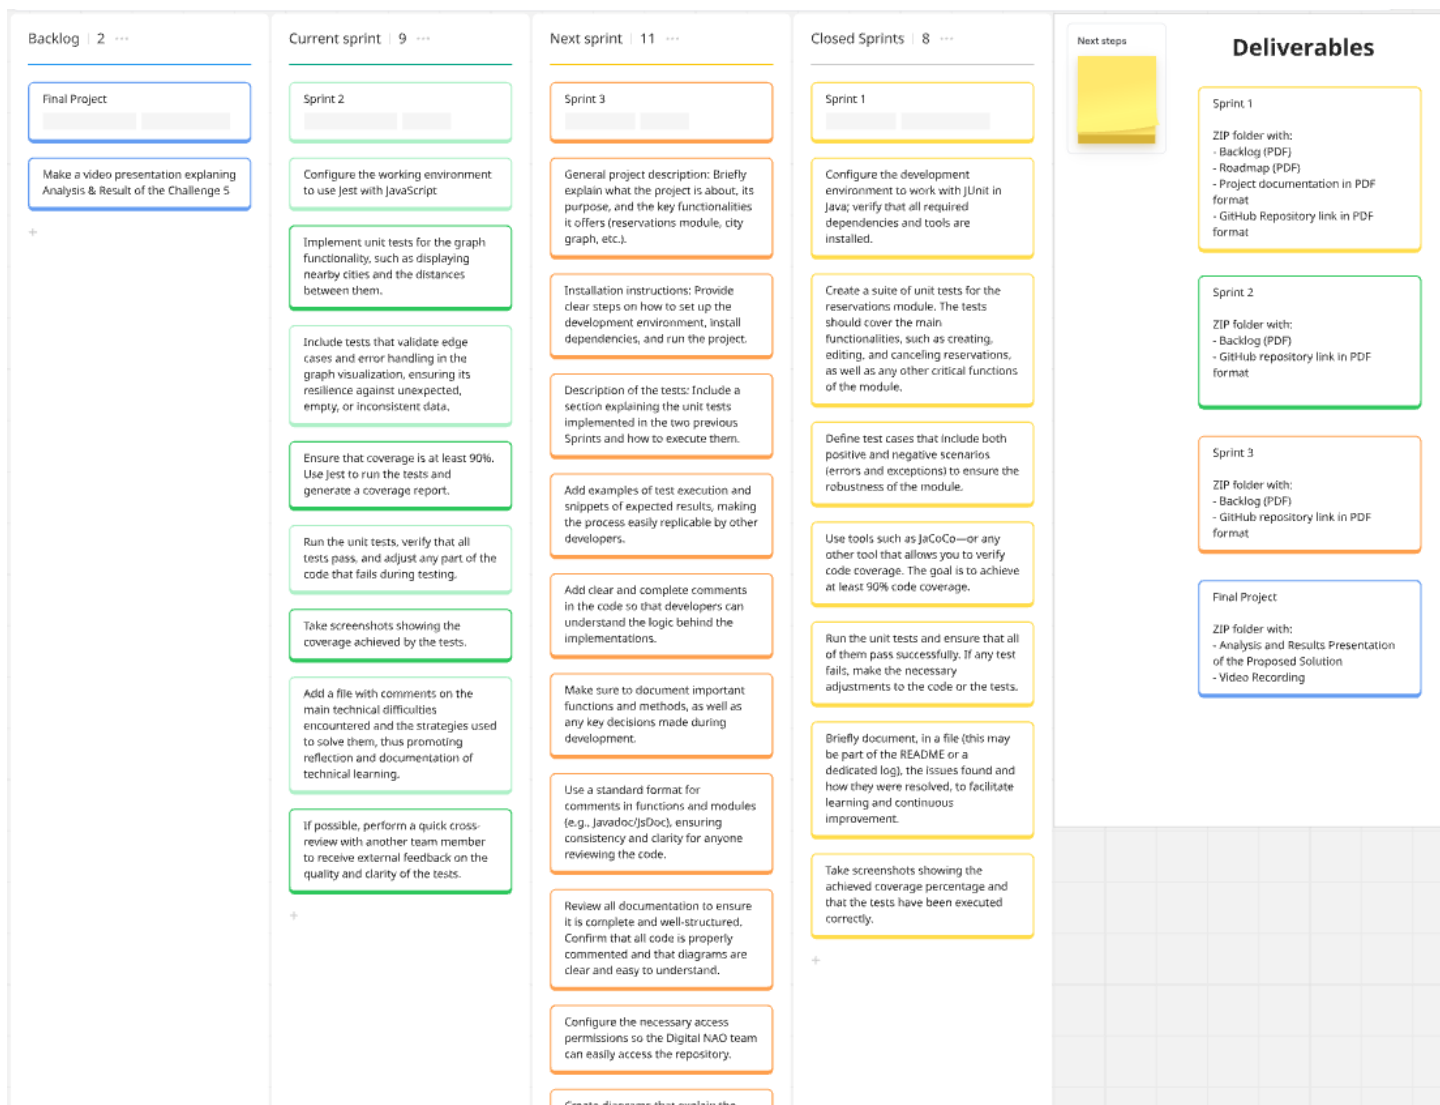 Backlog 2 ...
Final Project
Make a video presentation explaning
Analysis & Result of the Challenge 5
+
Current sprint 9 ...
Sprint 2
Configure the working environment
to use Jest with JavaScript
Implement unit tests for the graph
functionality, such as displaying
nearby cities and the distances
between them.
Include tests that validate edge
cases and error handling in the
graph visualization, ensuring its
resilience against unexpected,
empty, or inconsistent data.
Ensure that coverage is at least 90%.
Use Jest to run the tests and
generate a coverage report.
Run the unit tests, verify that all
tests pass, and adjust any part of the
code that fails during testing.
Take screenshots showing the
coverage achieved by the tests.
Add a file with comments on the
main technical difficulties
encountered and the strategies used
to solve them, thus promoting
reflection and documentation of
technical learning.
If possible, perform a quick cross-
review with another team member
to receive external feedback on the
quality and clarity of the tests.
+
Next sprint 11 ...
Sprint 3
General project description: Briefly
explain what the project is about, its
purpose, and the key functionalities
it offers (reservations module, city
graph, etc.).
Installation instructions: Provide
clear steps on how to set up the
development environment, install
dependencies, and run the project.
Description of the tests: Include a
section explaining the unit tests
implemented in the two previous
Sprints and how to execute them.
Add examples of test execution and
snippets of expected results, making
the process easily replicable by other
developers.
Add clear and complete comments
in the code so that developers can
understand the logic behind the
implementations.
Make sure to document important
functions and methods, as well as
any key decisions made during
development.
Use a standard format for
comments in functions and modules
(e.g., Javadoc/JsDoc), ensuring
consistency and clarity for anyone
reviewing the code.
Review all documentation to ensure
it is complete and well-structured.
Confirm that all code is properly
commented and that diagrams are
clear and easy to understand.
Configure the necessary access
permissions so the Digital NAO team
can easily access the repository.
Create diagrams that explain the
Closed Sprints 8 ...
Sprint 1
Configure the development
environment to work with JUnit in
Java; verify that all required
dependencies and tools are
installed.
Create a suite of unit tests for the
reservations module. The tests
should cover the main
functionalities, such as creating,
editing, and canceling reservations,
as well as any other critical functions
of the module.
Define test cases that include both
positive and negative scenarios
(errors and exceptions) to ensure the
robustness of the module.
Use tools such as JaCoCo—or any
other tool that allows you to verify
code coverage. The goal is to achieve
at least 90% code coverage.
Run the unit tests and ensure that all
of them pass successfully. If any test
fails, make the necessary
adjustments to the code or the tests.
Briefly document, in a file (this may
be part of the README or a
dedicated log), the issues found and
how they were resolved, to facilitate
learning and continuous
improvement.
Take screenshots showing the
achieved coverage percentage and
that the tests have been executed
correctly.
+
Next steps
Deliverables
Sprint 1
ZIP folder with:
- Backlog (PDF)
- Roadmap (PDF)
- Project documentation in PDF
format
- GitHub Repository link in PDF
format
Sprint 2
ZIP folder with:
- Backlog (PDF)
- GitHub repository link in PDF
format
Sprint 3
ZIP folder with:
- Backlog (PDF)
- GitHub repository link in PDF
format
Final Project
ZIP folder with:
- Analysis and Results Presentation
of the Proposed Solution
- Video Recording